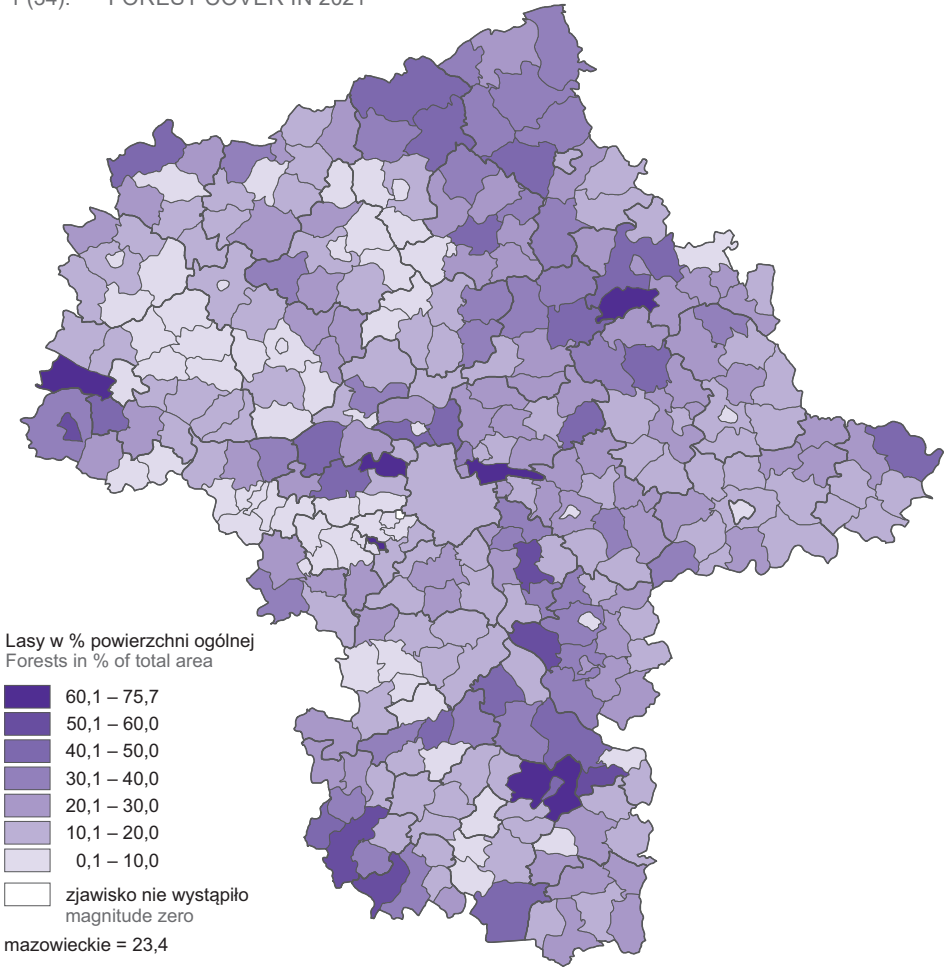 FOREST COVER IN 2021
Lasy w % powierzchni ogólnej
Forests in % of total area
60,1 – 75,7
50,1 – 60,0
40,1 – 50,0
30,1 – 40,0
20,1 – 30,0
10,1 – 20,0
0,1 – 10,0
zjawisko nie wystąpiło
magnitude zero
mazowieckie = 23,4